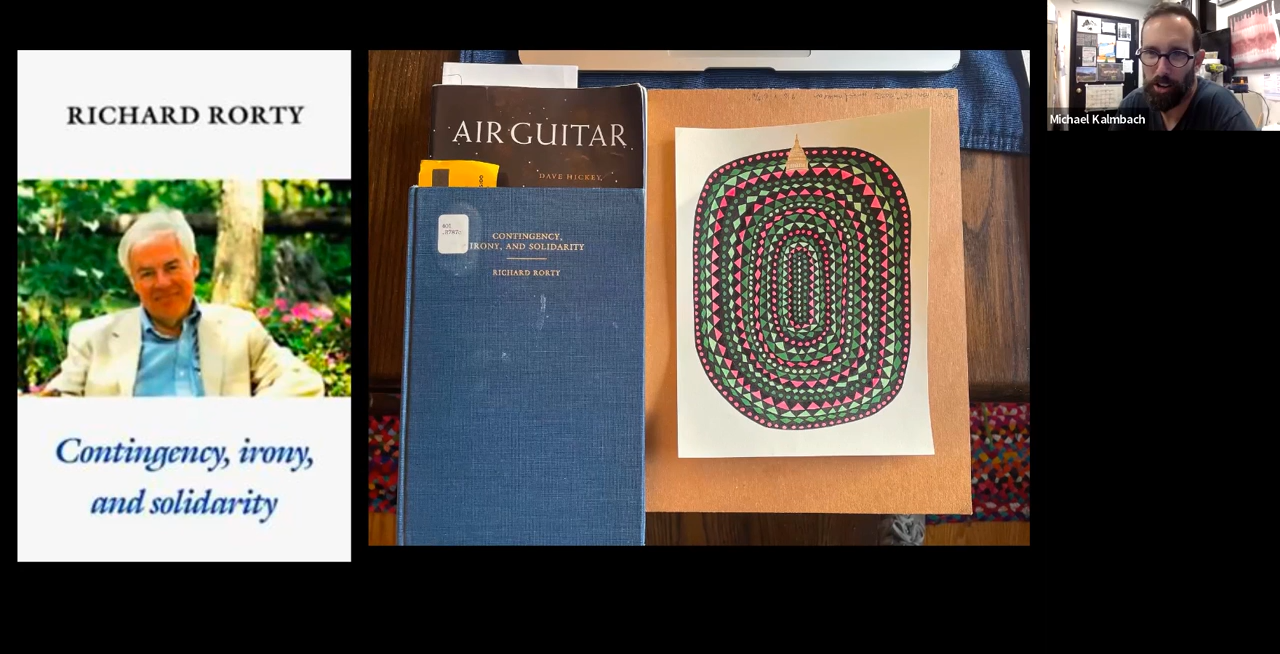 RICHARD RORTY
Contingency, irony,
and solidarity
AIR GUITAR
DAVE HICKEY
CONTINGENCY,
IRONY, AND SOLIDARITY
RICHARD RORTY
Michael Kalmbach